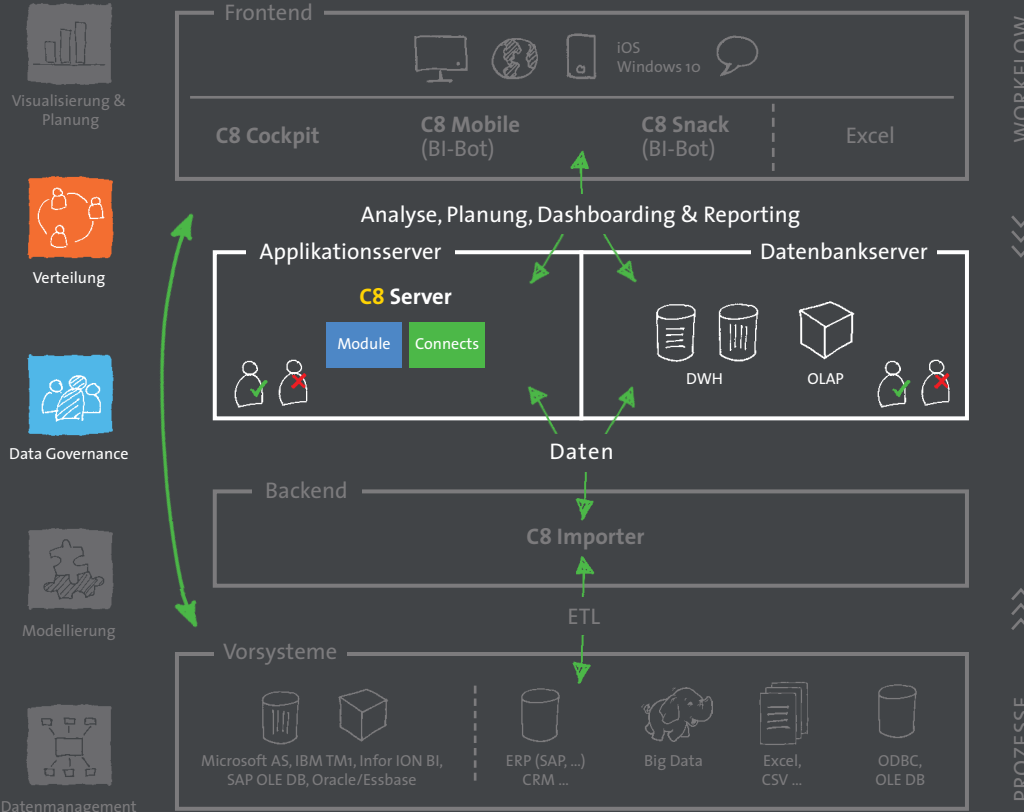 Frontend
iOS
Windows 10
Visualisierung &
Planung
C8 Cockpit
C8 Mobile
(BI-Bot)
C8 Snack
(BI-Bot)
Excel
WORKFLOW
Verteilung
Analyse, Planung, Dashboarding & Reporting
Applikationsserver
Datenbankserver
C8 Server
Module
Connects
DWH
OLAP
Data Governance
Daten
Backend
C8 Importer
Modellierung
ETL
Vorsysteme
Microsoft AS, IBM TM1, Infor ION BI,
SAP OLE DB, Oracle/Essbase
ERP (SAP, ...)
CRM ...
Big Data
Excel,
CSV ...
ODBC,
OLE DB
PROZESSE
Datenmanagement